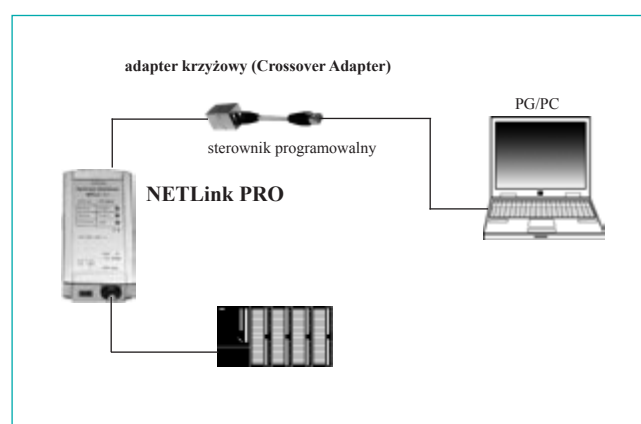 adapter krzyżowy (Crossover Adapter)
PG/PC
sterownik programowalny
NETLink PRO